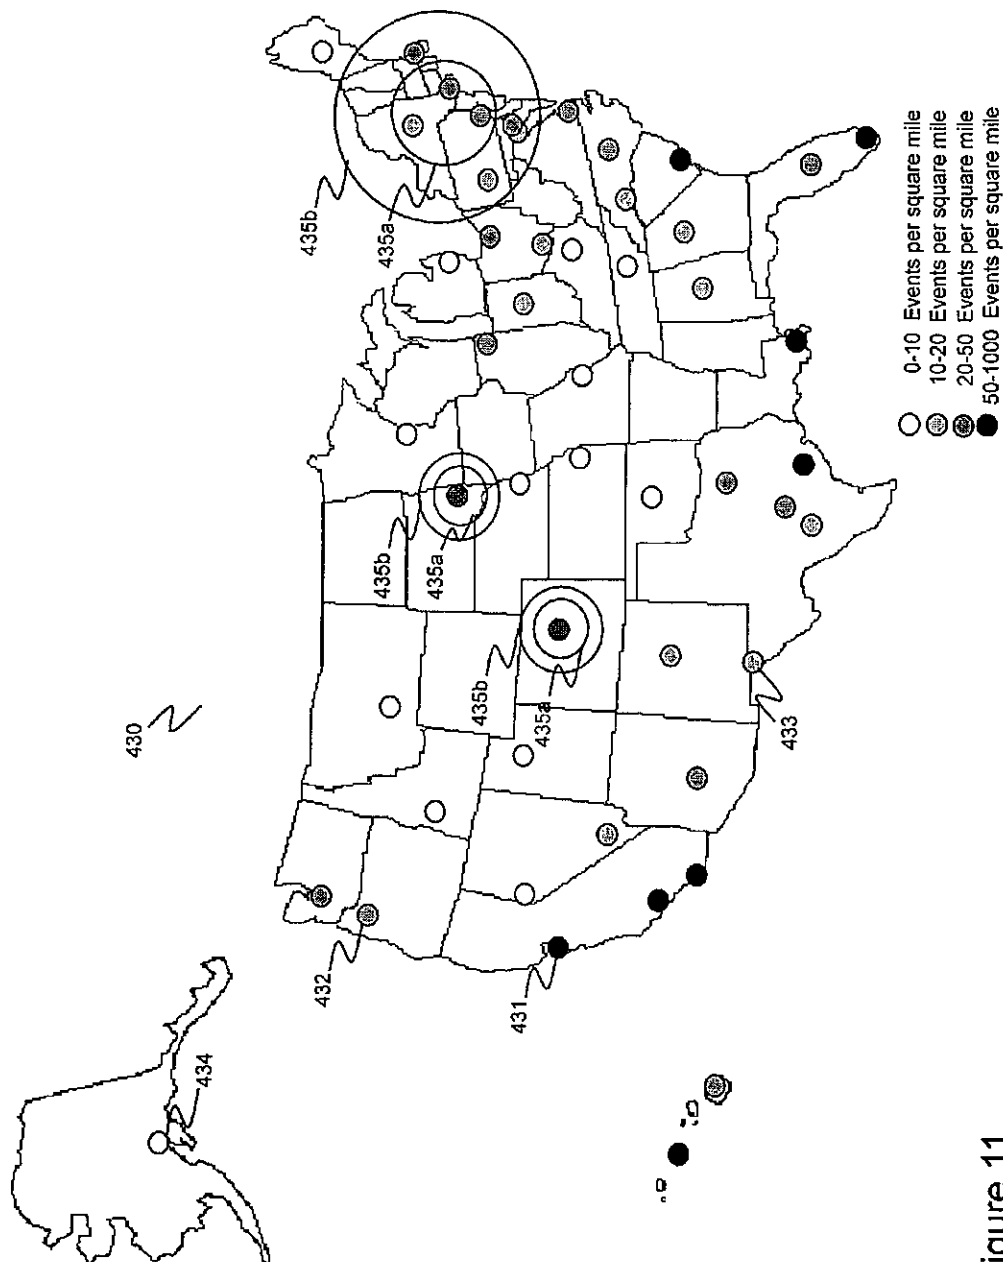 430
435b
435a
435b
435a
435b
435a
434
432
431
433
0-10 Events per square mile
10-20 Events per square mile
20-50 Events per square mile
50-1000 Events per square mile
igure 11